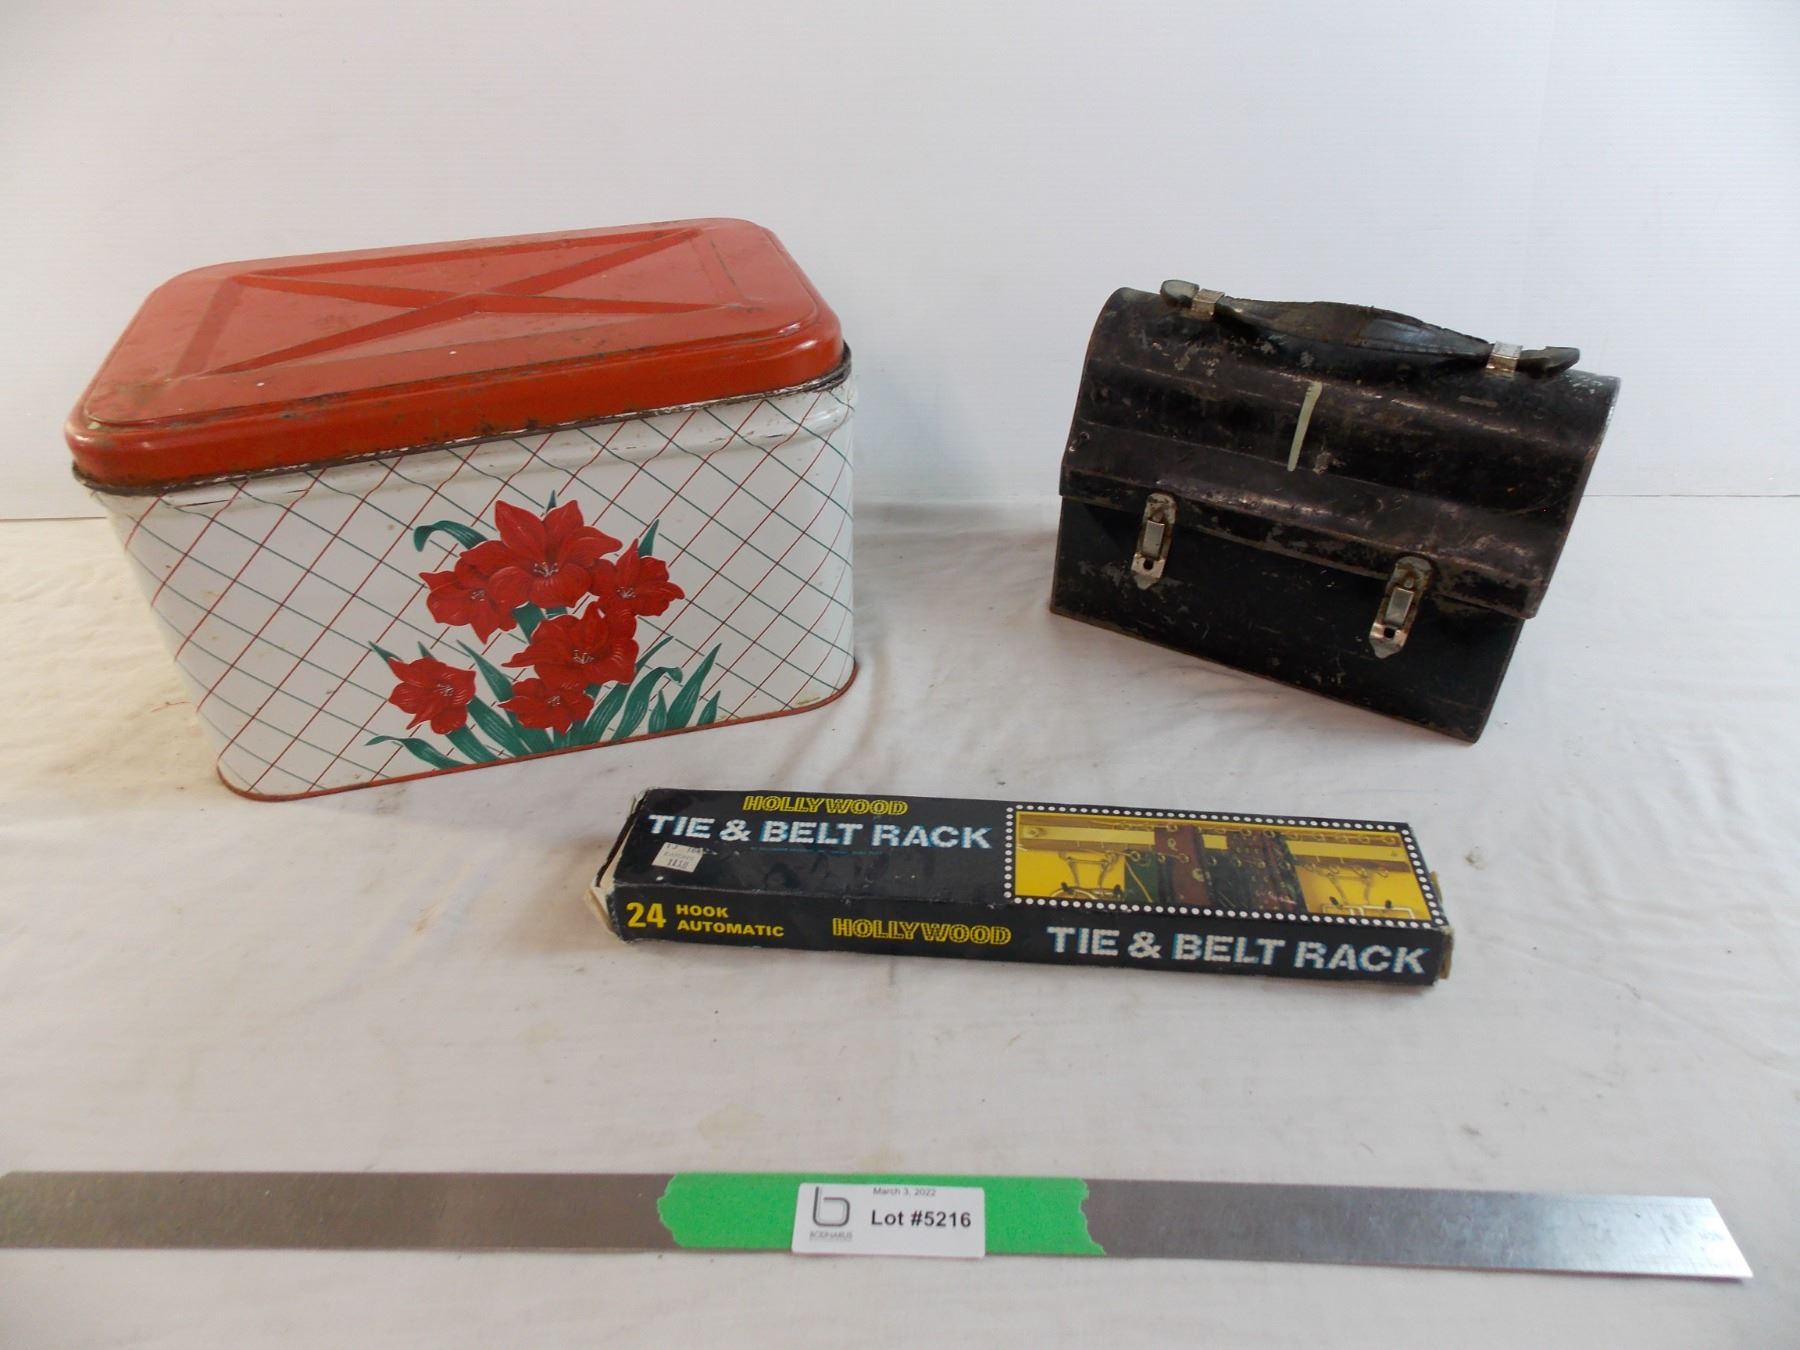 HOLLYWOOD
TIE & BELT RACK
24 HOOK
AUTOMATIC
HOLLYWOOD
TIE & BELT RACK
March 3, 2022
Lot #5216